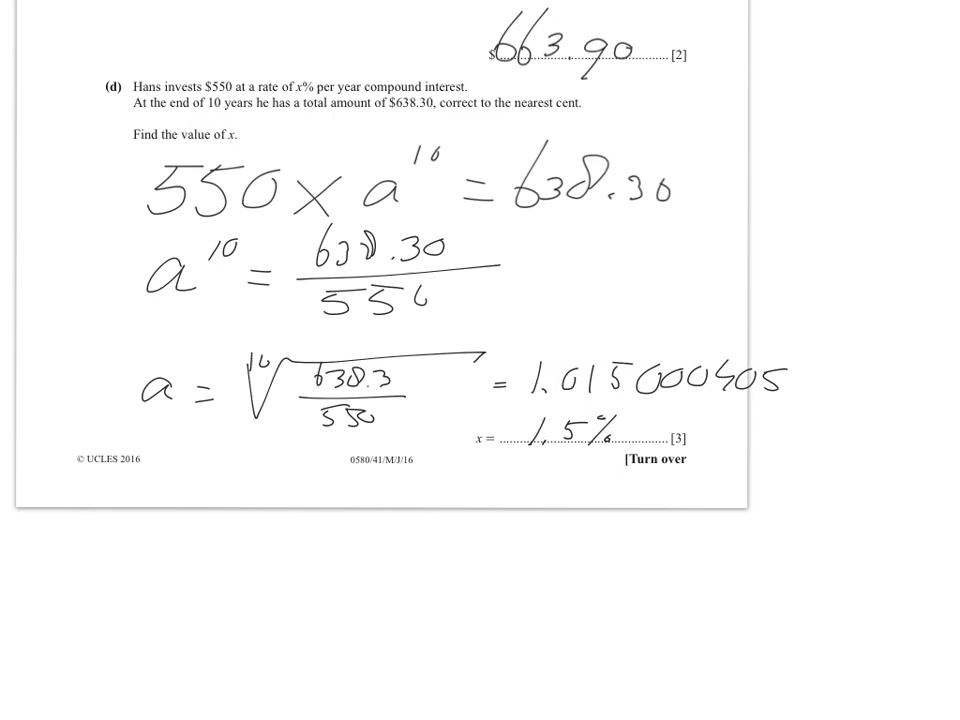 $ 663.90 [2]
(d) Hans invests $550 at a rate of x% per year compound interest.
At the end of 10 years he has a total amount of $638.30, correct to the nearest cent.
Find the value of x.
550 × a^10 = 638.30
a^10 = 638.30 / 550
a = ¹⁰√(638.3 / 550) = 1.015000405
x = 1.5% [3]
© UCLES 2016 0580/41/M/J/16 [Turn over